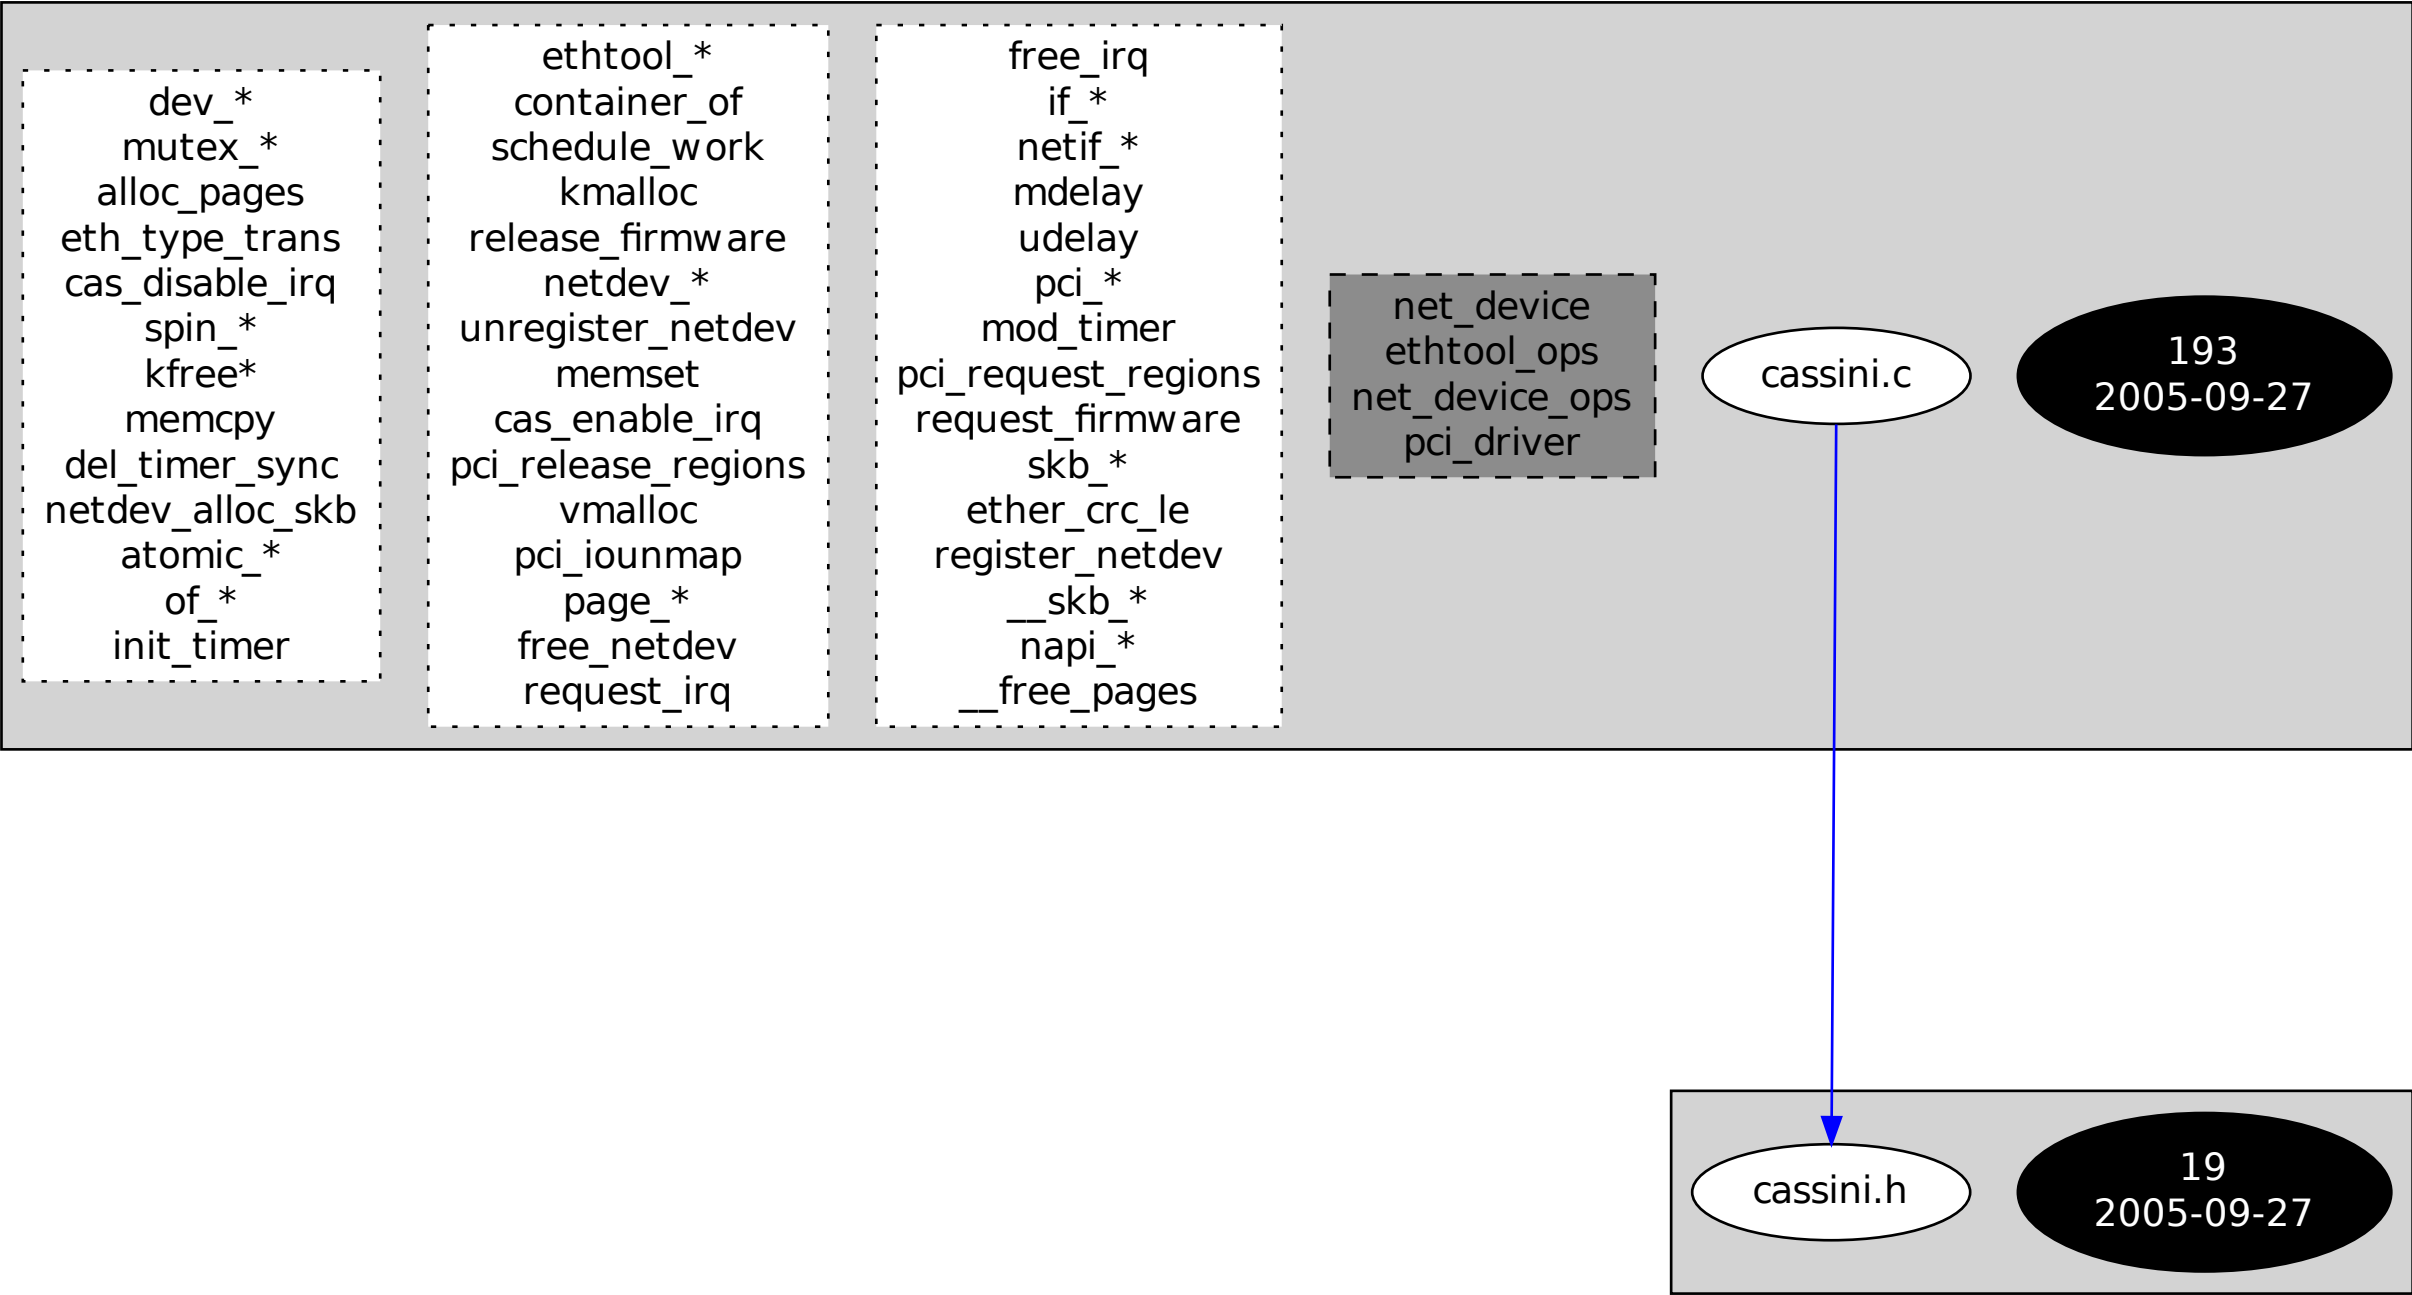 dev_*
mutex_*
alloc_pages
eth_type_trans
cas_disable_irq
spin_*
kfree*
memcpy
del_timer_sync
netdev_alloc_skb
atomic_*
of_*
init_timer
ethtool_*
container_of
schedule_work
kmalloc
release_firmware
netdev_*
unregister_netdev
memset
cas_enable_irq
pci_release_regions
vmalloc
pci_iounmap
page_*
free_netdev
request_irq
free_irq
if_*
netif_*
mdelay
udelay
pci_*
mod_timer
pci_request_regions
request_firmware
skb_*
ether_crc_le
register_netdev
__skb_*
napi_*
__free_pages
net_device
ethtool_ops
net_device_ops
pci_driver
cassini.c
193
2005-09-27
cassini.h
19
2005-09-27